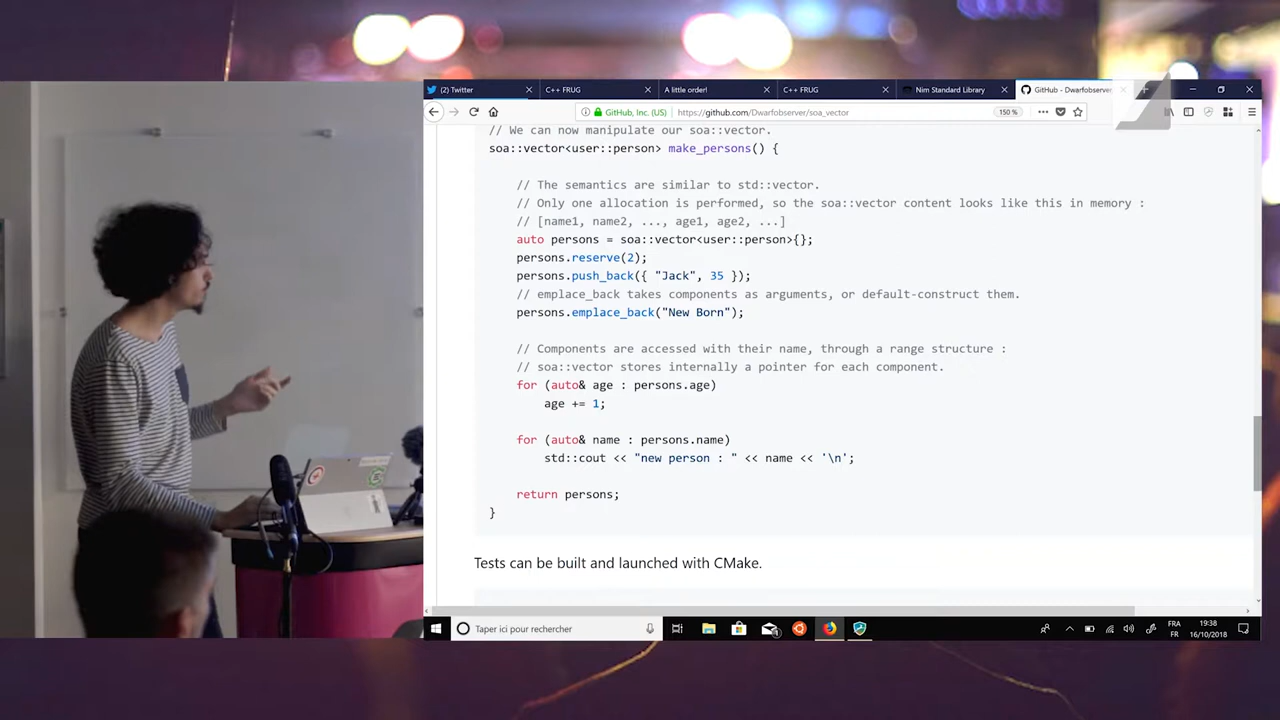 (2) Twitter
C++ FRUG
A little order!
C++ FRUG
Nim Standard Library
GitHub - Dwarfobserver
GitHub, Inc. (US)
https://github.com/Dwarfobserver/soa_vector
150 %
// We can now manipulate our soa::vector.
soa::vector<user::person> make_persons() {
// The semantics are similar to std::vector.
// Only one allocation is performed, so the soa::vector content looks like this in memory :
// [name1, name2, ..., age1, age2, ...]
auto persons = soa::vector<user::person>{};
persons.reserve(2);
persons.push_back({ "Jack", 35 });
// emplace_back takes components as arguments, or default-construct them.
persons.emplace_back("New Born");
// Components are accessed with their name, through a range structure :
// soa::vector stores internally a pointer for each component.
for (auto& age : persons.age)
age += 1;
for (auto& name : persons.name)
std::cout << "new person : " << name << '\n';
return persons;
}
Tests can be built and launched with CMake.
Taper ici pour rechercher
FRA
FR
19:38
16/10/2018